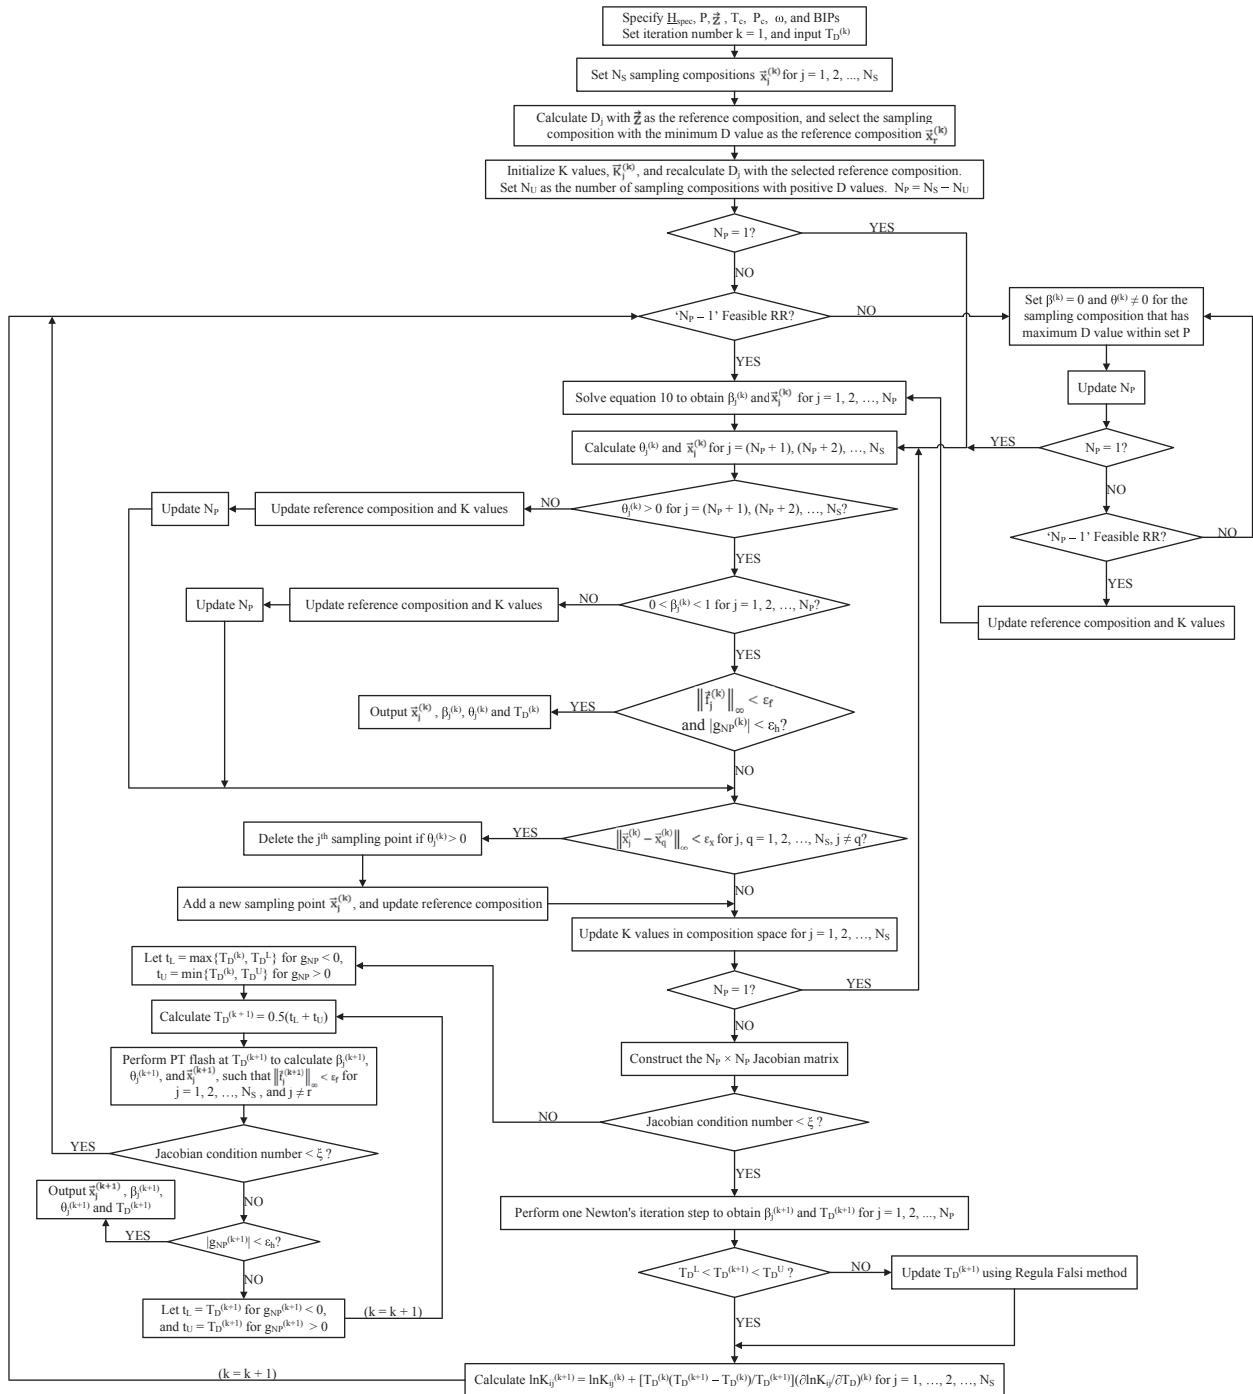 Specify H_spec, P, z⃗, T_c, P_c, ω, and BIPs
Set iteration number k = 1, and input T_D^(k)
Set N_S sampling compositions x⃗_j^(k) for j = 1, 2, ..., N_S
Calculate D_j with z⃗ as the reference composition, and select the sampling
composition with the minimum D value as the reference composition x⃗_r^(k)
Initialize K values, K⃗_j^(k), and recalculate D_j with the selected reference composition.
Set N_U as the number of sampling compositions with positive D values. N_P = N_S − N_U
N_P = 1?
YES
NO
‘N_P − 1’ Feasible RR?
NO
YES
Set β^(k) = 0 and θ^(k) ≠ 0 for the
sampling composition that has
maximum D value within set P
Update N_P
N_P = 1?
YES
NO
‘N_P − 1’ Feasible RR?
NO
YES
Update reference composition and K values
Solve equation 10 to obtain β_j^(k) and x⃗_j^(k) for j = 1, 2, …, N_P
Calculate θ_j^(k) and x⃗_j^(k) for j = (N_P + 1), (N_P + 2), …, N_S
θ_j^(k) > 0 for j = (N_P + 1), (N_P + 2), …, N_S?
NO
Update reference composition and K values
Update N_P
YES
0 < β_j^(k) < 1 for j = 1, 2, …, N_P?
NO
Update reference composition and K values
Update N_P
YES
‖f⃗_j^(k)‖_∞ < ε_f
and |g_NP^(k)| < ε_h?
YES
Output x⃗_j^(k), β_j^(k), θ_j^(k) and T_D^(k)
NO
‖x⃗_j^(k) − x⃗_q^(k)‖_∞ < ε_x for j, q = 1, 2, …, N_S, j ≠ q?
YES
Delete the j^th sampling point if θ_j^(k) > 0
Add a new sampling point x⃗_j^(k), and update reference composition
NO
Update K values in composition space for j = 1, 2, …, N_S
N_P = 1?
YES
NO
Construct the N_P × N_P Jacobian matrix
Jacobian condition number < ξ ?
NO
YES
Let t_L = max{T_D^(k), T_D^L} for g_NP < 0,
t_U = min{T_D^(k), T_D^U} for g_NP > 0
Calculate T_D^(k+1) = 0.5(t_L + t_U)
Perform PT flash at T_D^(k+1) to calculate β_j^(k+1),
θ_j^(k+1), and x⃗_j^(k+1), such that ‖f⃗_j^(k+1)‖_∞ < ε_f for
j = 1, 2, …, N_S, and j ≠ r
Jacobian condition number < ξ ?
YES
NO
Output x⃗_j^(k+1), β_j^(k+1),
θ_j^(k+1) and T_D^(k+1)
YES
|g_NP^(k+1)| < ε_h?
NO
Let t_L = T_D^(k+1) for g_NP^(k+1) < 0,
and t_U = T_D^(k+1) for g_NP^(k+1) > 0
(k = k + 1)
Perform one Newton's iteration step to obtain β_j^(k+1) and T_D^(k+1) for j = 1, 2, ..., N_P
T_D^L < T_D^(k+1) < T_D^U ?
NO
Update T_D^(k+1) using Regula Falsi method
YES
(k = k + 1)
Calculate lnK_ij^(k+1) = lnK_ij^(k) + [T_D^(k)(T_D^(k+1) − T_D^(k))/T_D^(k+1)](∂lnK_ij/∂T_D)^(k) for j = 1, …, 2, …, N_S